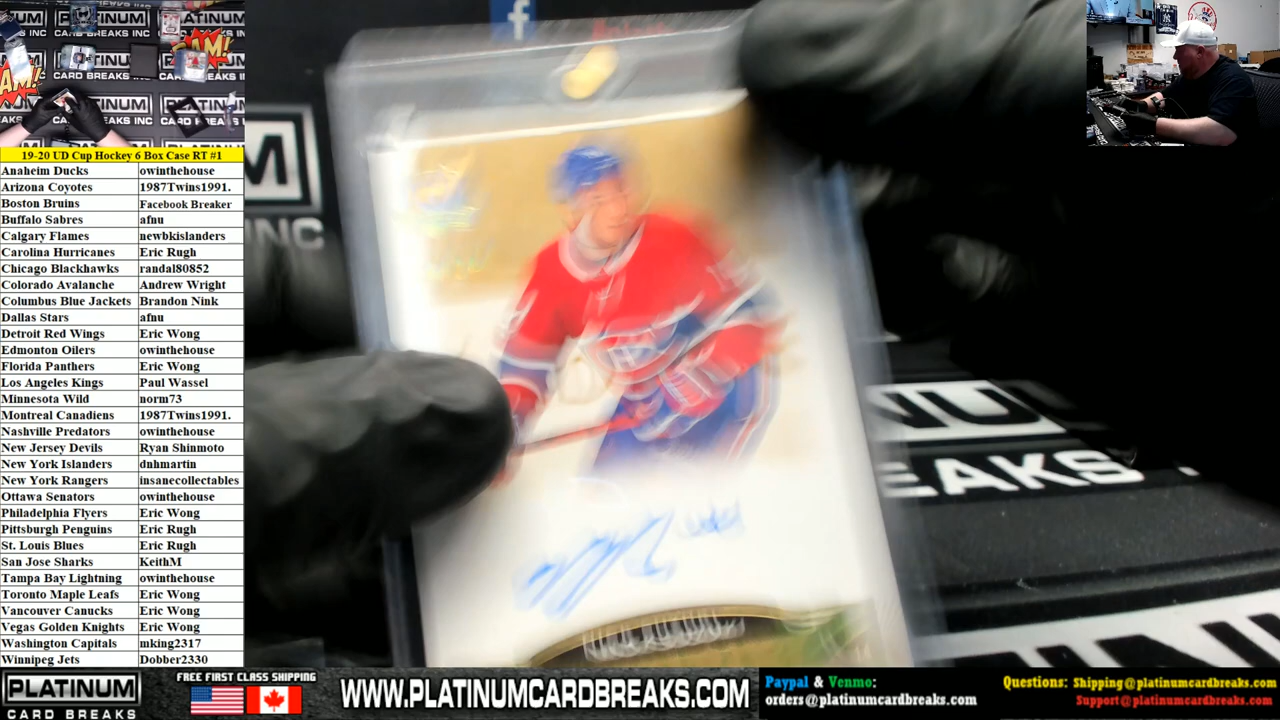 PLATINUM
CARD BREAKS INC
19-20 UD Cup Hockey 6 Box Case RT #1
Anaheim Ducks owinthehouse
Arizona Coyotes 1987Twins1991.
Boston Bruins Facebook Breaker
Buffalo Sabres afnu
Calgary Flames newbkislanders
Carolina Hurricanes Eric Rugh
Chicago Blackhawks randal80852
Colorado Avalanche Andrew Wright
Columbus Blue Jackets Brandon Nink
Dallas Stars afnu
Detroit Red Wings Eric Wong
Edmonton Oilers owinthehouse
Florida Panthers Eric Wong
Los Angeles Kings Paul Wassel
Minnesota Wild norm73
Montreal Canadiens 1987Twins1991.
Nashville Predators owinthehouse
New Jersey Devils Ryan Shinmoto
New York Islanders dnhmartin
New York Rangers insanecollectables
Ottawa Senators owinthehouse
Philadelphia Flyers Eric Wong
Pittsburgh Penguins Eric Rugh
St. Louis Blues Eric Rugh
San Jose Sharks KeithM
Tampa Bay Lightning owinthehouse
Toronto Maple Leafs Eric Wong
Vancouver Canucks Eric Wong
Vegas Golden Knights Eric Wong
Washington Capitals mking2317
Winnipeg Jets Dobber2330
M
INC
NU
EAKS
PLATINUM
CARD BREAKS
FREE FIRST CLASS SHIPPING
WWW.PLATINUMCARDBREAKS.COM
Paypal & Venmo:
orders@platinumcardbreaks.com
Questions: Shipping@platinumcardbreaks.com
Support@platinumcardbreaks.com